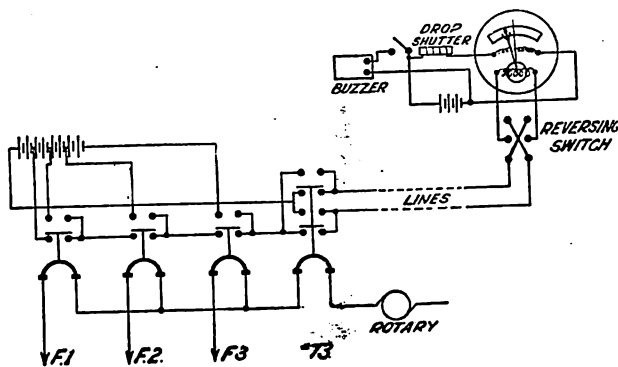 DROP
SHUTTER
BUZZER
REVERSING
SWITCH
LINES
ROTARY
F.1
F.2.
F3
"T3.